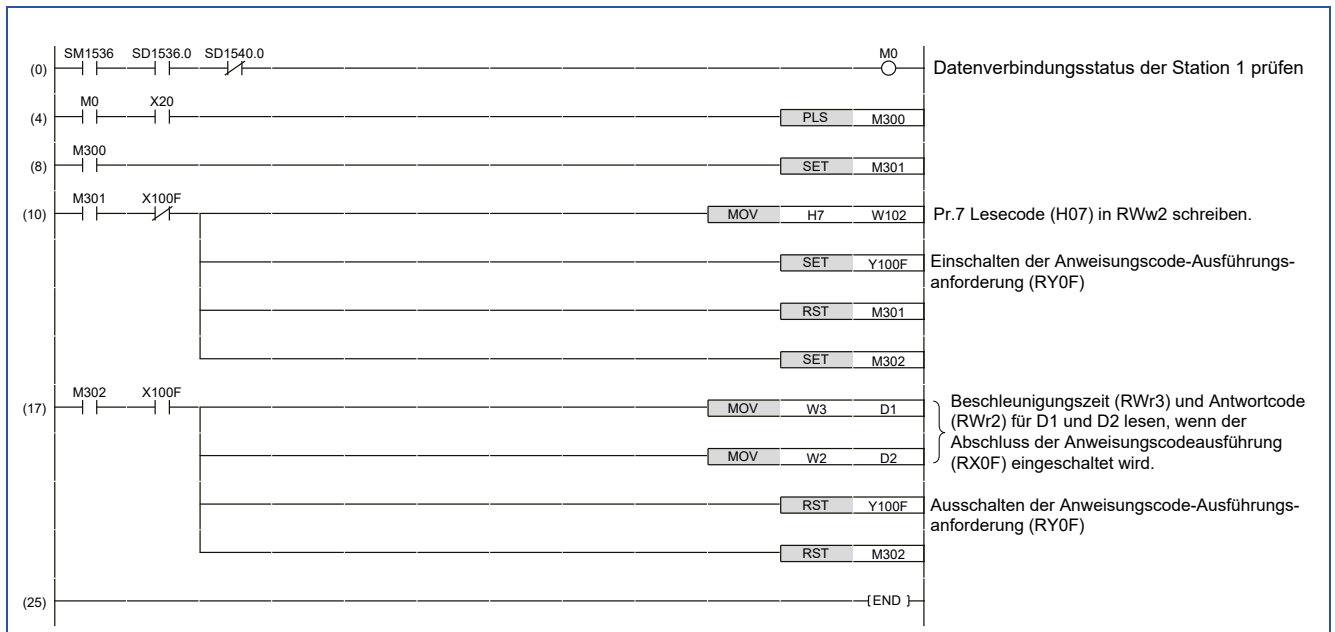 SM1536 SD1536.0 SD1540.0 M0
(0) Datenverbindungsstatus der Station 1 prüfen
M0 X20
(4) PLS M300
M300
(8) SET M301
M301 X100F
(10) MOV H7 W102 Pr.7 Lesecode (H07) in RWw2 schreiben.
SET Y100F Einschalten der Anweisungscode-Ausführungs-
anforderung (RY0F)
RST M301
SET M302
M302 X100F
(17) MOV W3 D1 Beschleunigungszeit (RWr3) und Antwortcode
(RWr2) für D1 und D2 lesen, wenn der
Abschluss der Anweisungscodeausführung
MOV W2 D2 (RX0F) eingeschaltet wird.
RST Y100F Ausschalten der Anweisungscode-Ausführungs-
anforderung (RY0F)
RST M302
(25) [END]